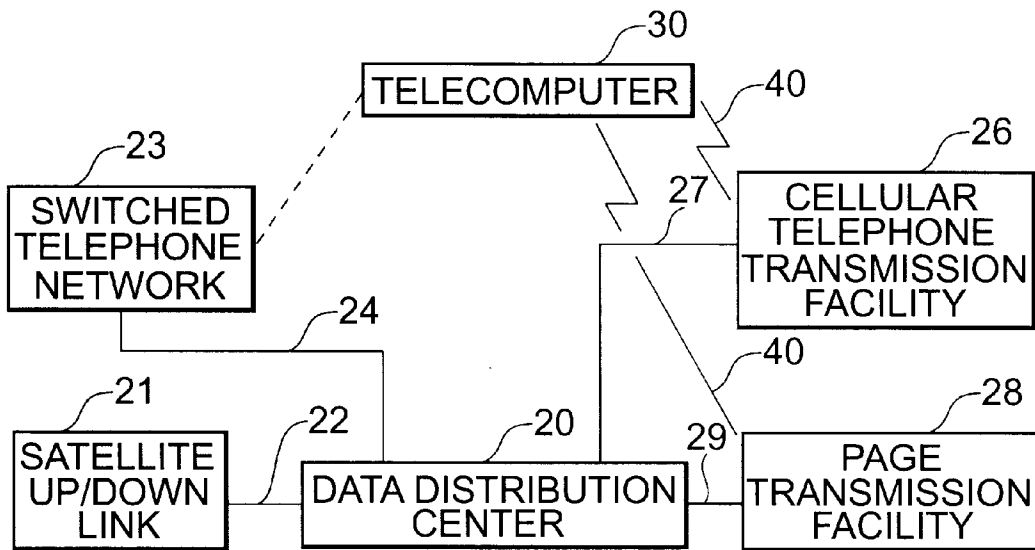 30
TELECOMPUTER
40
23
26
SWITCHED
TELEPHONE
NETWORK
27
CELLULAR
TELEPHONE
TRANSMISSION
FACILITY
24
40
21
22
20
29
28
SATELLITE
UP/DOWN
LINK
DATA DISTRIBUTION
CENTER
PAGE
TRANSMISSION
FACILITY